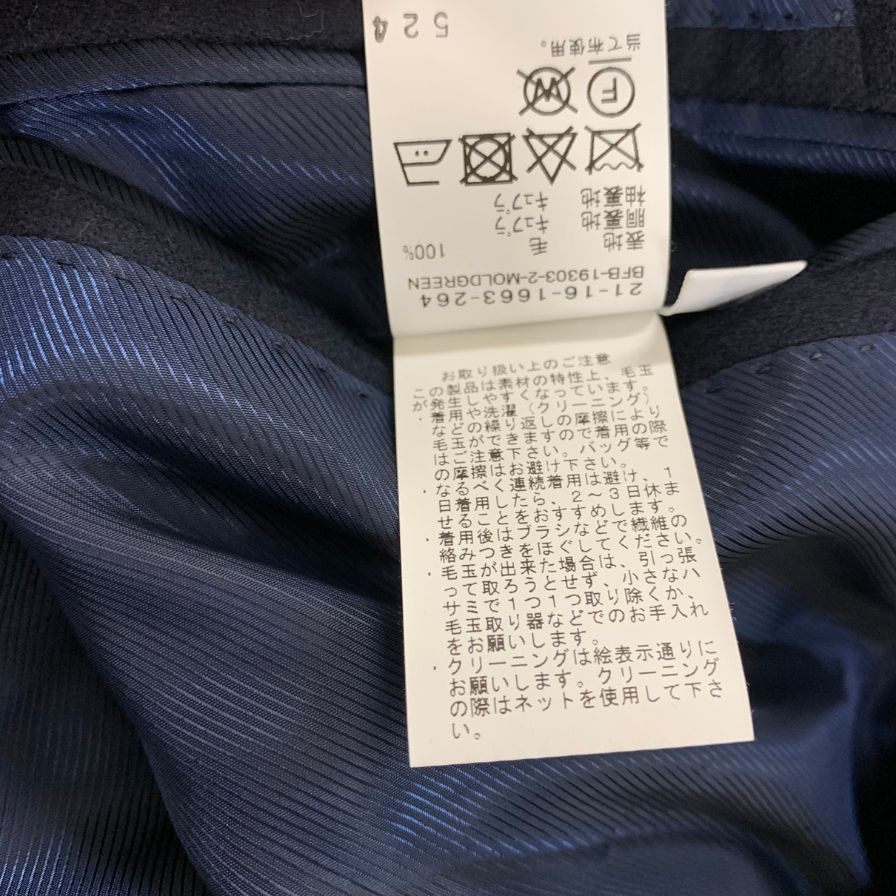 21-16-1663-264
BFB-19303-2-MOLDGREEN
表地 毛 100%
胴裏地 キュプラ
袖裏地 キュプラ
F W
当て布使用。
524
お取り扱い上のご注意
この製品は素材の特性上、毛玉
が発生しやすくなっています。
・着用や洗濯(クリーニング)
などの繰り返しの摩擦により
毛玉ができますので着用の際
はご注意下さい。バッグ等で
の摩擦はお避け下さい。
・なるべく連続着用は避け、1
日着用したら、2~3日休ま
せることをおすすめします。
・着用後はブラシなどで繊維の
絡みつきをほぐしてください。
・毛玉が出来た場合は、引っ張
って取ろうとせず、小さなハ
サミで1つ1つ取り除くか、
毛玉取り器などでのお手入れ
をお願いします。
・クリーニングは絵表示通りに
お願いします。クリーニング
の際はネットを使用して下さ
い。